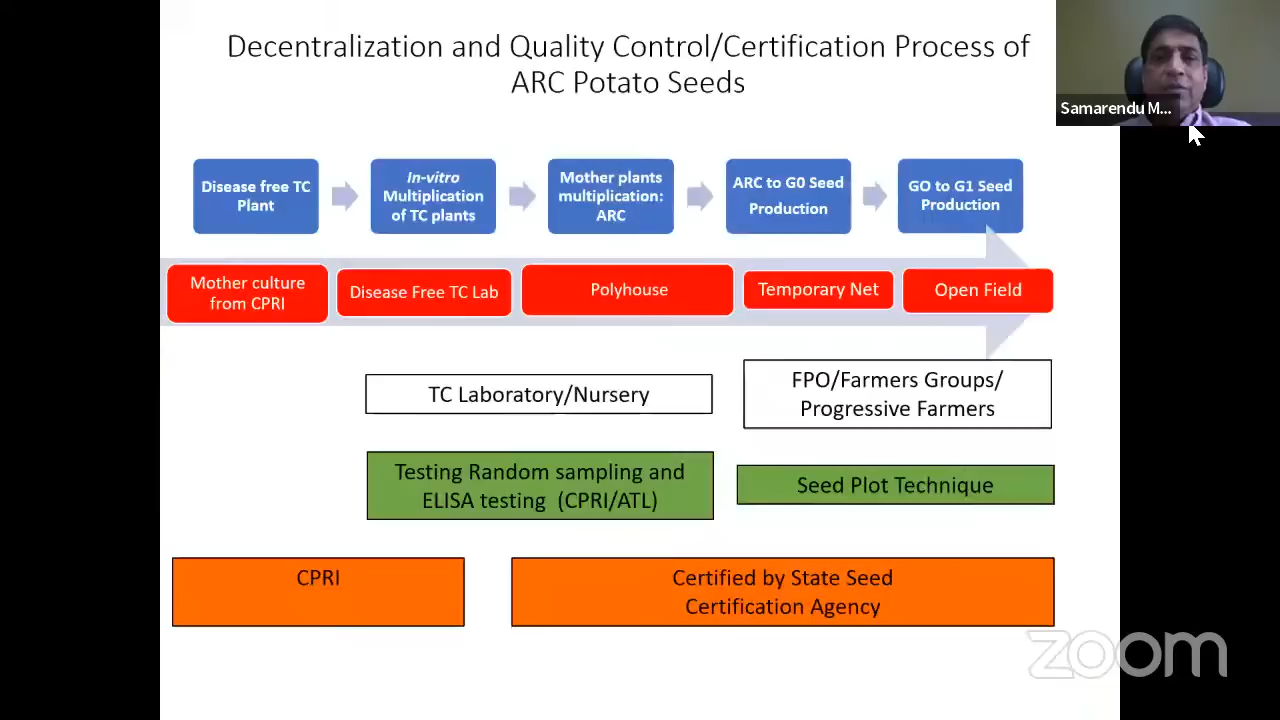 Decentralization and Quality Control/Certification Process of
ARC Potato Seeds
Samarendu M...
Disease free TC
Plant
In-vitro
Multiplication
of TC plants
Mother plants
multiplication:
ARC
ARC to G0 Seed
Production
GO to G1 Seed
Production
Mother culture
from CPRI
Disease Free TC Lab
Polyhouse
Temporary Net
Open Field
TC Laboratory/Nursery
FPO/Farmers Groups/
Progressive Farmers
Testing Random sampling and
ELISA testing (CPRI/ATL)
Seed Plot Technique
CPRI
Certified by State Seed
Certification Agency
zoom